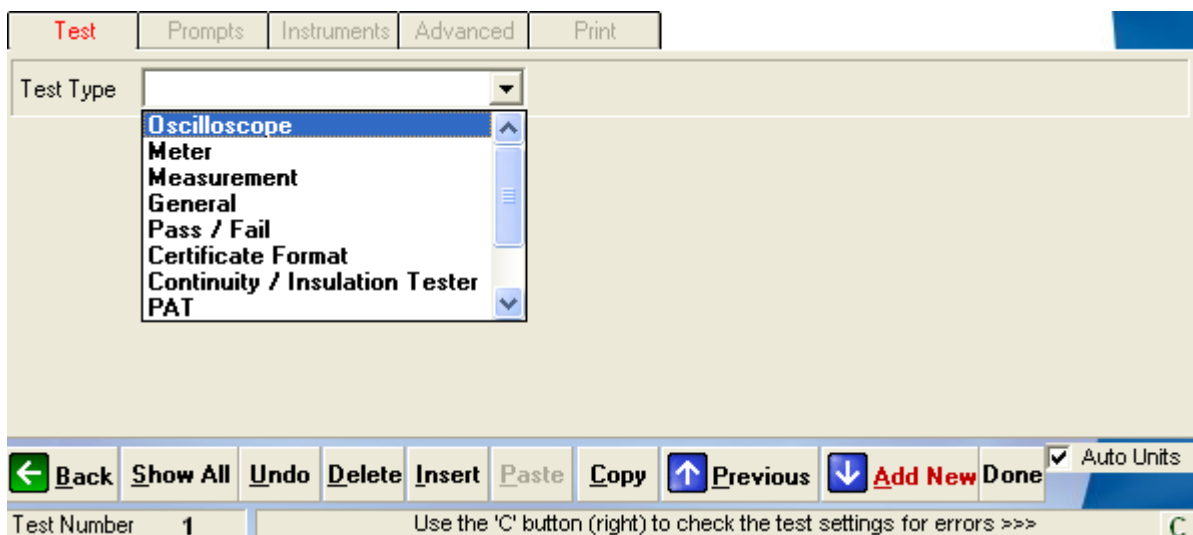 Test Prompts Instruments Advanced Print
Test Type
Oscilloscope
Meter
Measurement
General
Pass / Fail
Certificate Format
Continuity / Insulation Tester
PAT
Back Show All Undo Delete Insert Paste Copy Previous Add New Done Auto Units
Test Number 1 Use the 'C' button (right) to check the test settings for errors >>> C